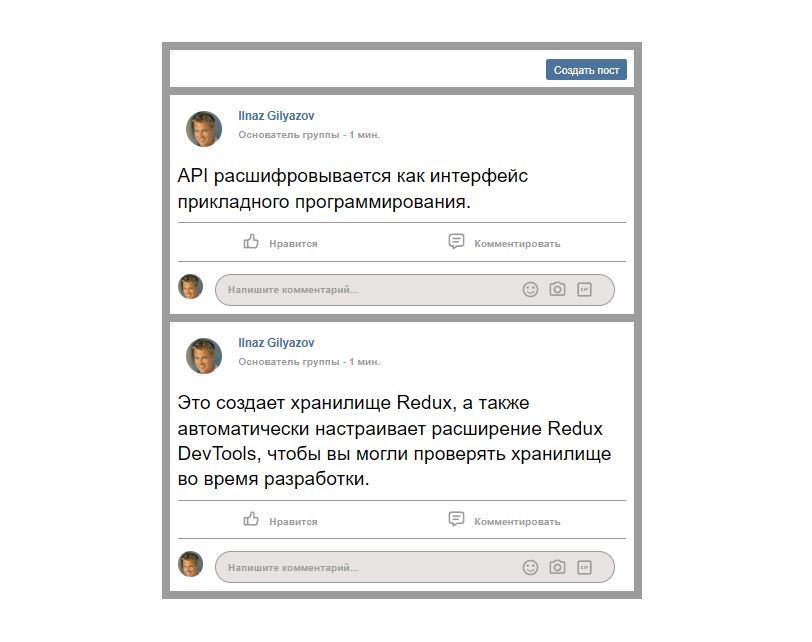 Создать пост
Ilnaz Gilyazov
Основатель группы - 1 мин.
API расшифровывается как интерфейс
прикладного программирования.
Нравится Комментировать
Напишите комментарий...
GIF
Ilnaz Gilyazov
Основатель группы - 1 мин.
Это создает хранилище Redux, а также
автоматически настраивает расширение Redux
DevTools, чтобы вы могли проверять хранилище
во время разработки.
Нравится Комментировать
Напишите комментарий...
GIF